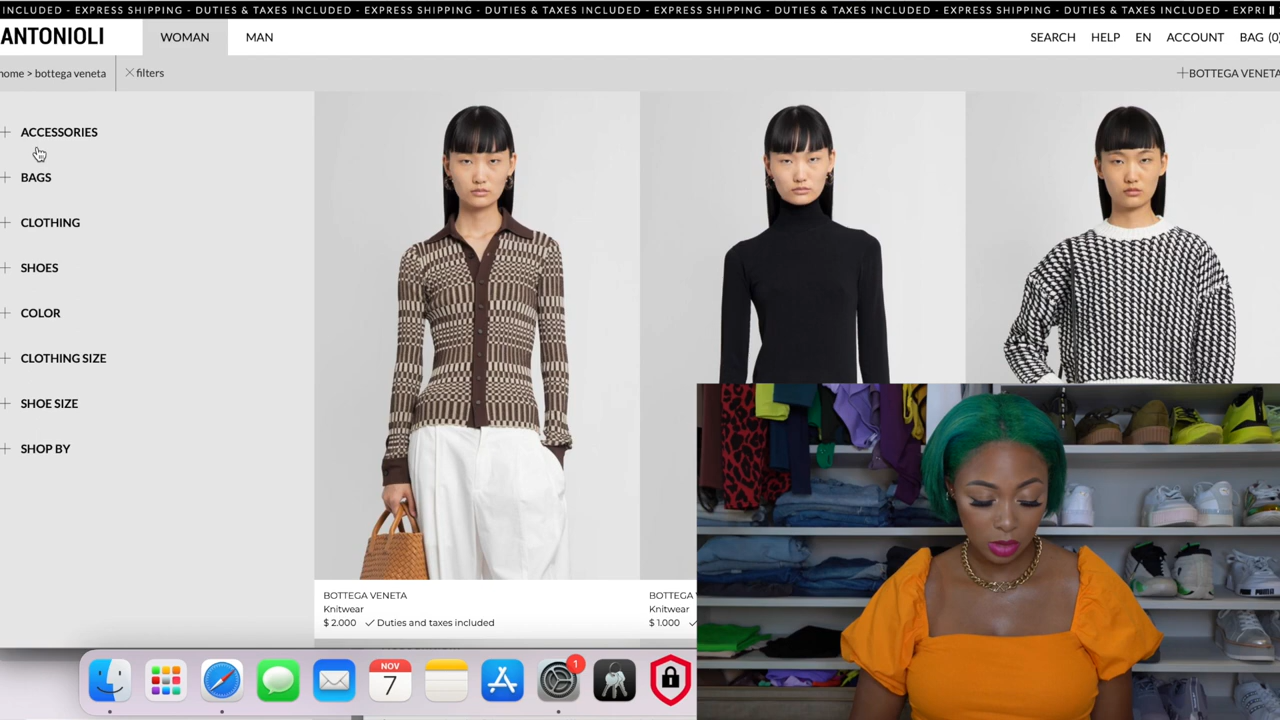 INCLUDED - EXPRESS SHIPPING - DUTIES & TAXES INCLUDED - EXPRESS SHIPPING - DUTIES & TAXES INCLUDED - EXPRESS SHIPPING - DUTIES & TAXES INCLUDED - EXPRESS SHIPPING - DUTIES & TAXES INCLUDED - EXPRI
ANTONIOLI WOMAN MAN SEARCH HELP EN ACCOUNT BAG (0
home > bottega veneta filters BOTTEGA VENETA
ACCESSORIES
BAGS
CLOTHING
SHOES
COLOR
CLOTHING SIZE
SHOE SIZE
SHOP BY
BOTTEGA VENETA
Knitwear
$ 2.000 ✓ Duties and taxes included
BOTTEGA
Knitwear
$ 1.000 ✓
NOV
7
1
PUMA